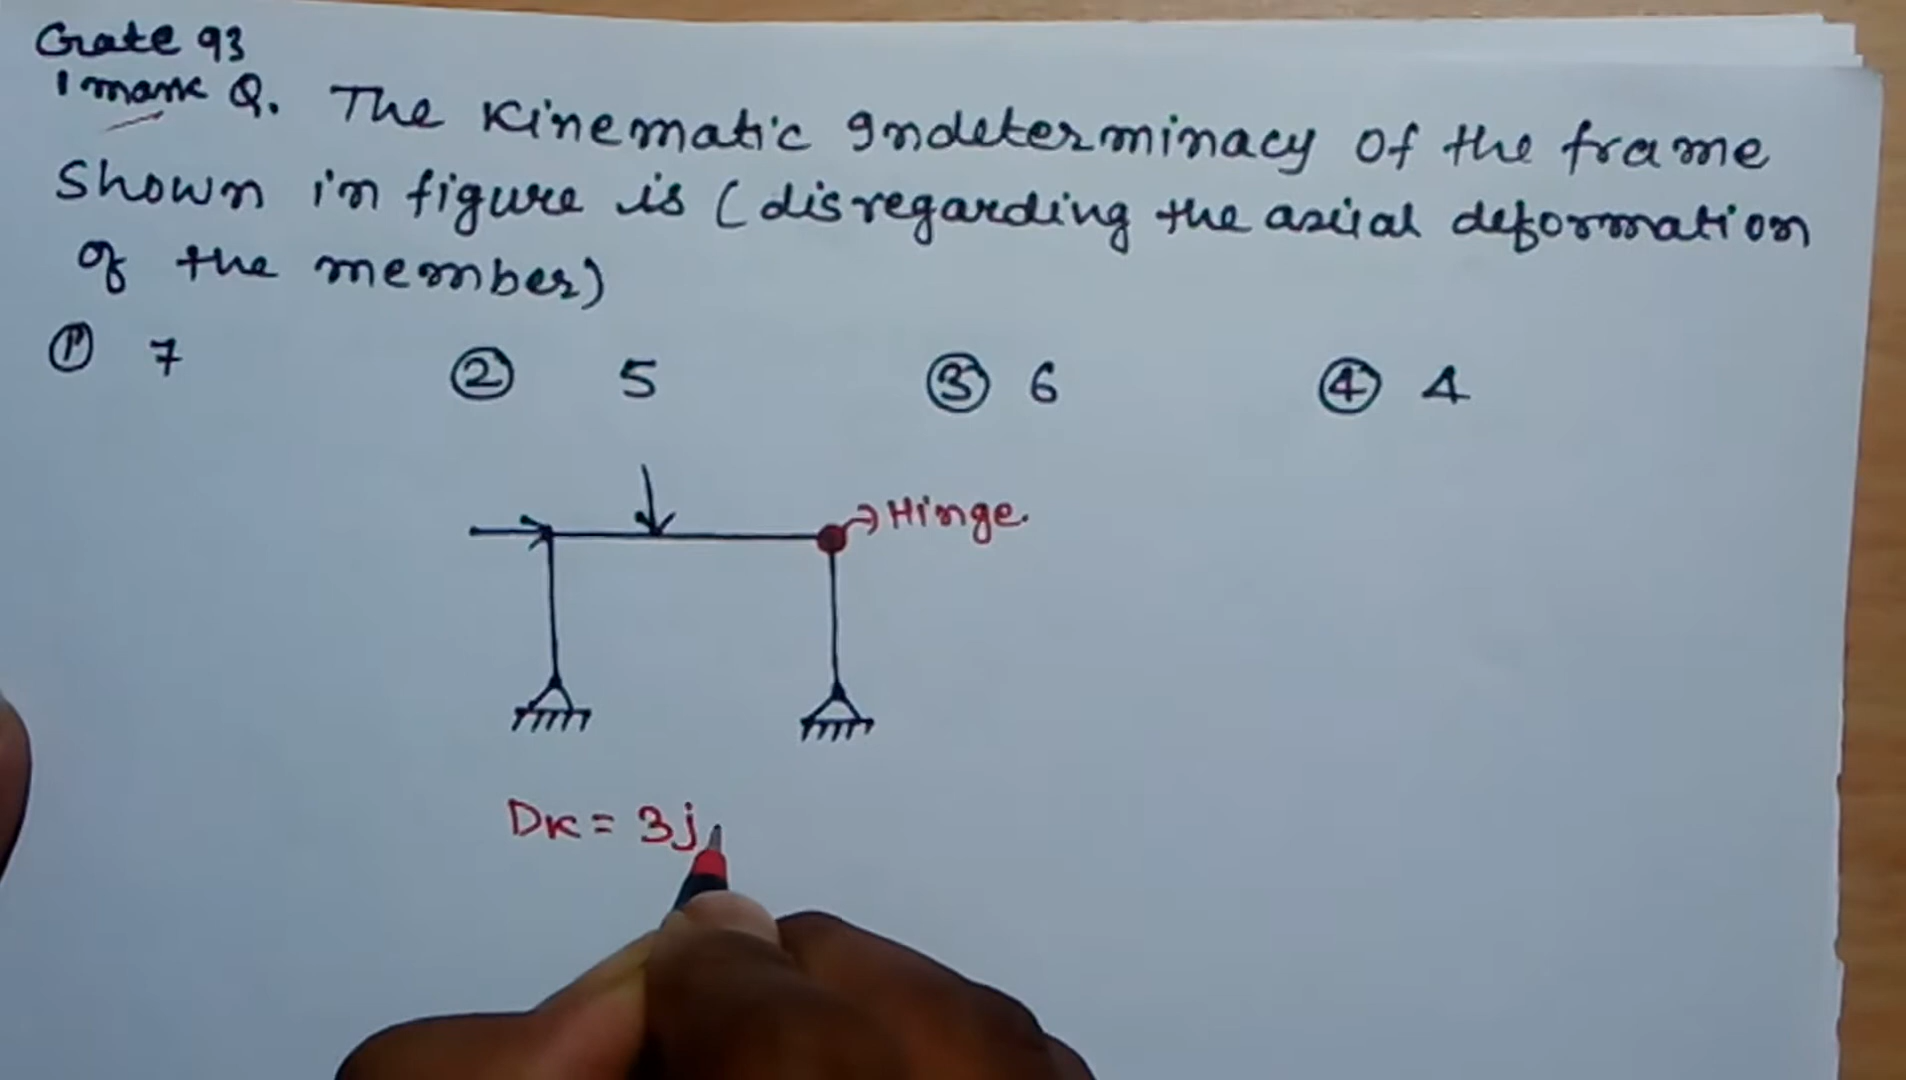 Gate 93
1 mark Q. The Kinematic Indeterminacy of the frame
shown in figure is (disregarding the axial deformation
of the member)
① 7 ② 5 ③ 6 ④ 4
→ Hinge.
Dk = 3j